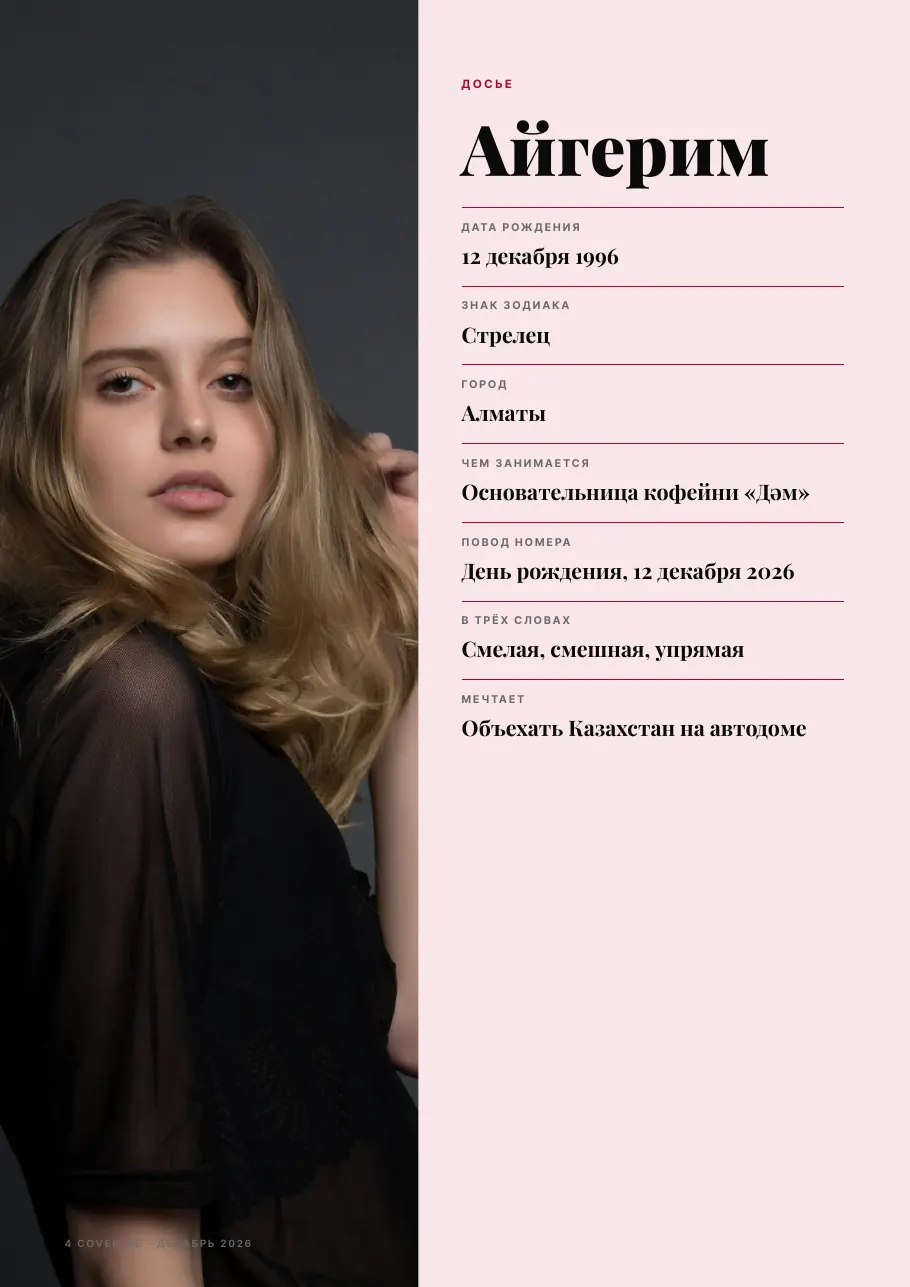 ДОСЬЕ
Айгерим
ДАТА РОЖДЕНИЯ
12 декабря 1996
ЗНАК ЗОДИАКА
Стрелец
ГОРОД
Алматы
ЧЕМ ЗАНИМАЕТСЯ
Основательница кофейни «Дәм»
ПОВОД НОМЕРА
День рождения, 12 декабря 2026
В ТРЁХ СЛОВАХ
Смелая, смешная, упрямая
МЕЧТАЕТ
Объехать Казахстан на автодоме
4 · ДЕКАБРЬ 2026